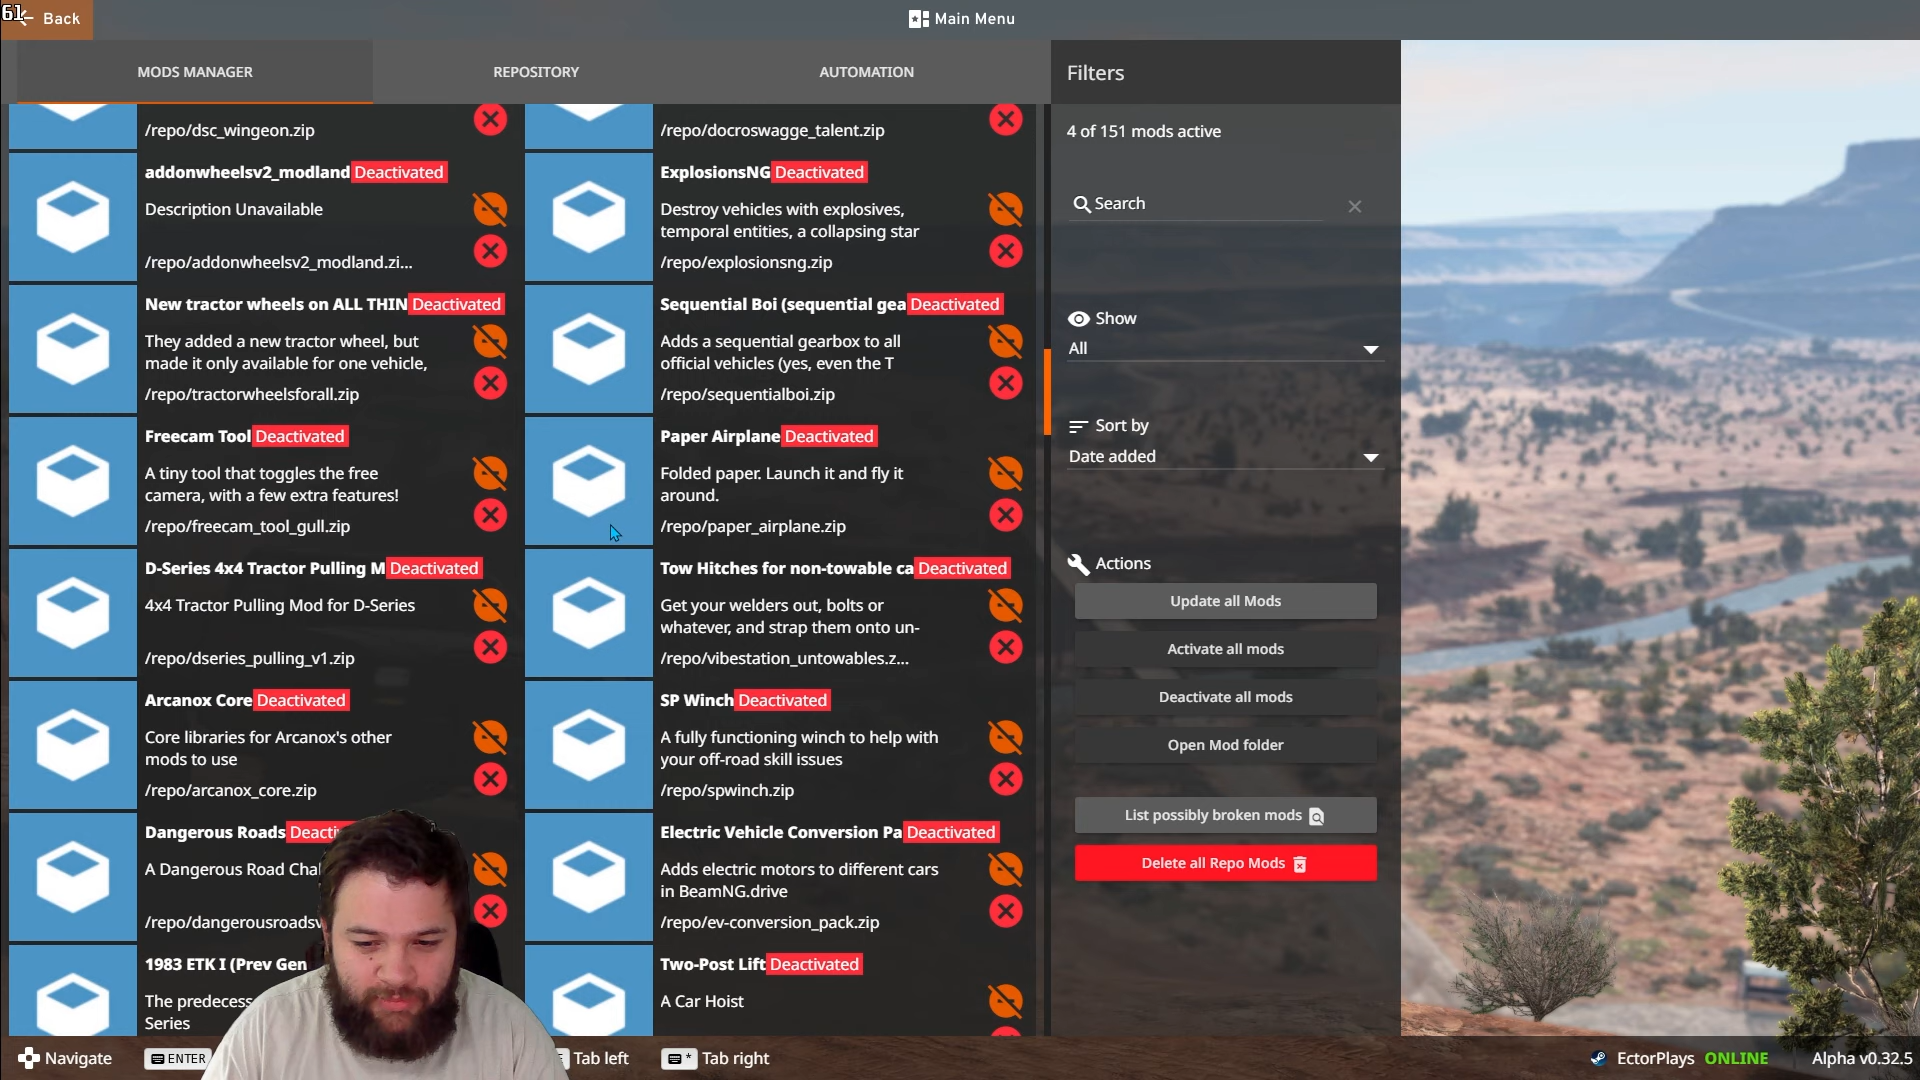 61
Back
Main Menu
MODS MANAGER
REPOSITORY
AUTOMATION
/repo/dsc_wingeon.zip
/repo/docroswagge_talent.zip
addonwheelsv2_modland Deactivated
Description Unavailable
/repo/addonwheelsv2_modland.zi...
ExplosionsNG Deactivated
Destroy vehicles with explosives,
temporal entities, a collapsing star
/repo/explosionsng.zip
New tractor wheels on ALL THIN Deactivated
They added a new tractor wheel, but
made it only available for one vehicle,
/repo/tractorwheelsforall.zip
Sequential Boi (sequential gea Deactivated
Adds a sequential gearbox to all
official vehicles (yes, even the T
/repo/sequentialboi.zip
Freecam Tool Deactivated
A tiny tool that toggles the free
camera, with a few extra features!
/repo/freecam_tool_gull.zip
Paper Airplane Deactivated
Folded paper. Launch it and fly it
around.
/repo/paper_airplane.zip
D-Series 4x4 Tractor Pulling M Deactivated
4x4 Tractor Pulling Mod for D-Series
/repo/dseries_pulling_v1.zip
Tow Hitches for non-towable ca Deactivated
Get your welders out, bolts or
whatever, and strap them onto un-
/repo/vibestation_untowables.z...
Arcanox Core Deactivated
Core libraries for Arcanox's other
mods to use
/repo/arcanox_core.zip
SP Winch Deactivated
A fully functioning winch to help with
your off-road skill issues
/repo/spwinch.zip
Dangerous Roads Deacti
A Dangerous Road Chal
/repo/dangerousroadsv
Electric Vehicle Conversion Pa Deactivated
Adds electric motors to different cars
in BeamNG.drive
/repo/ev-conversion_pack.zip
1983 ETK I (Prev Gen
The predecess
Series
Two-Post Lift Deactivated
A Car Hoist
Filters
4 of 151 mods active
Search
Show
All
Sort by
Date added
Actions
Update all Mods
Activate all mods
Deactivate all mods
Open Mod folder
List possibly broken mods
Delete all Repo Mods
Navigate
ENTER
Tab left
* Tab right
EctorPlays ONLINE
Alpha v0.32.5